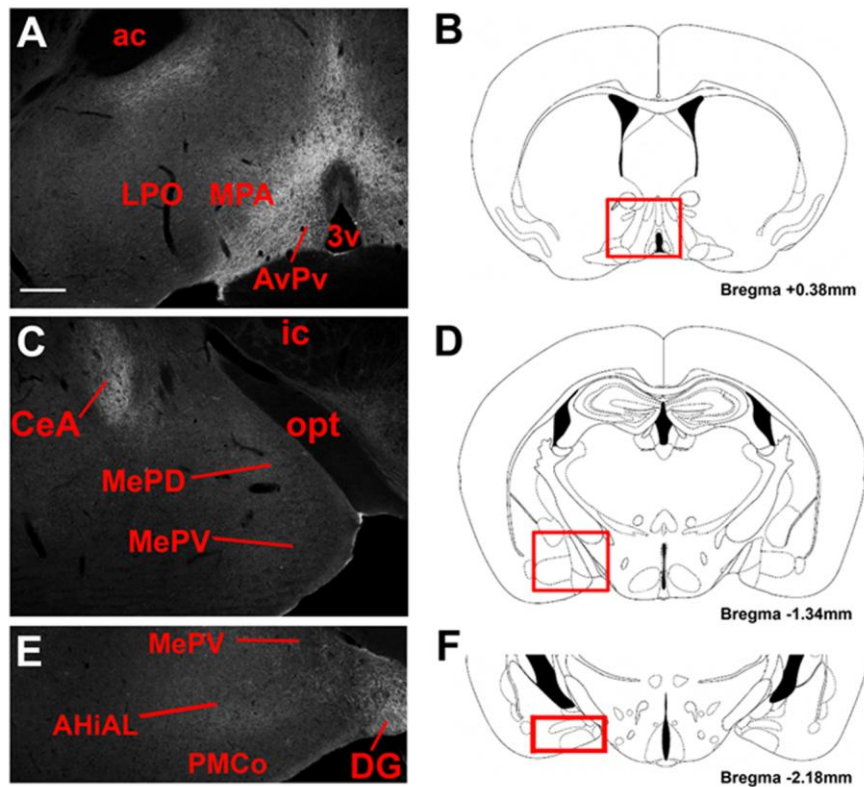 A
ac
LPO
MPA
3v
AvPv
B
Bregma +0.38mm
C
ic
CeA
opt
MePD
MePV
D
Bregma -1.34mm
E
MePV
AHiAL
PMCo
DG
F
Bregma -2.18mm